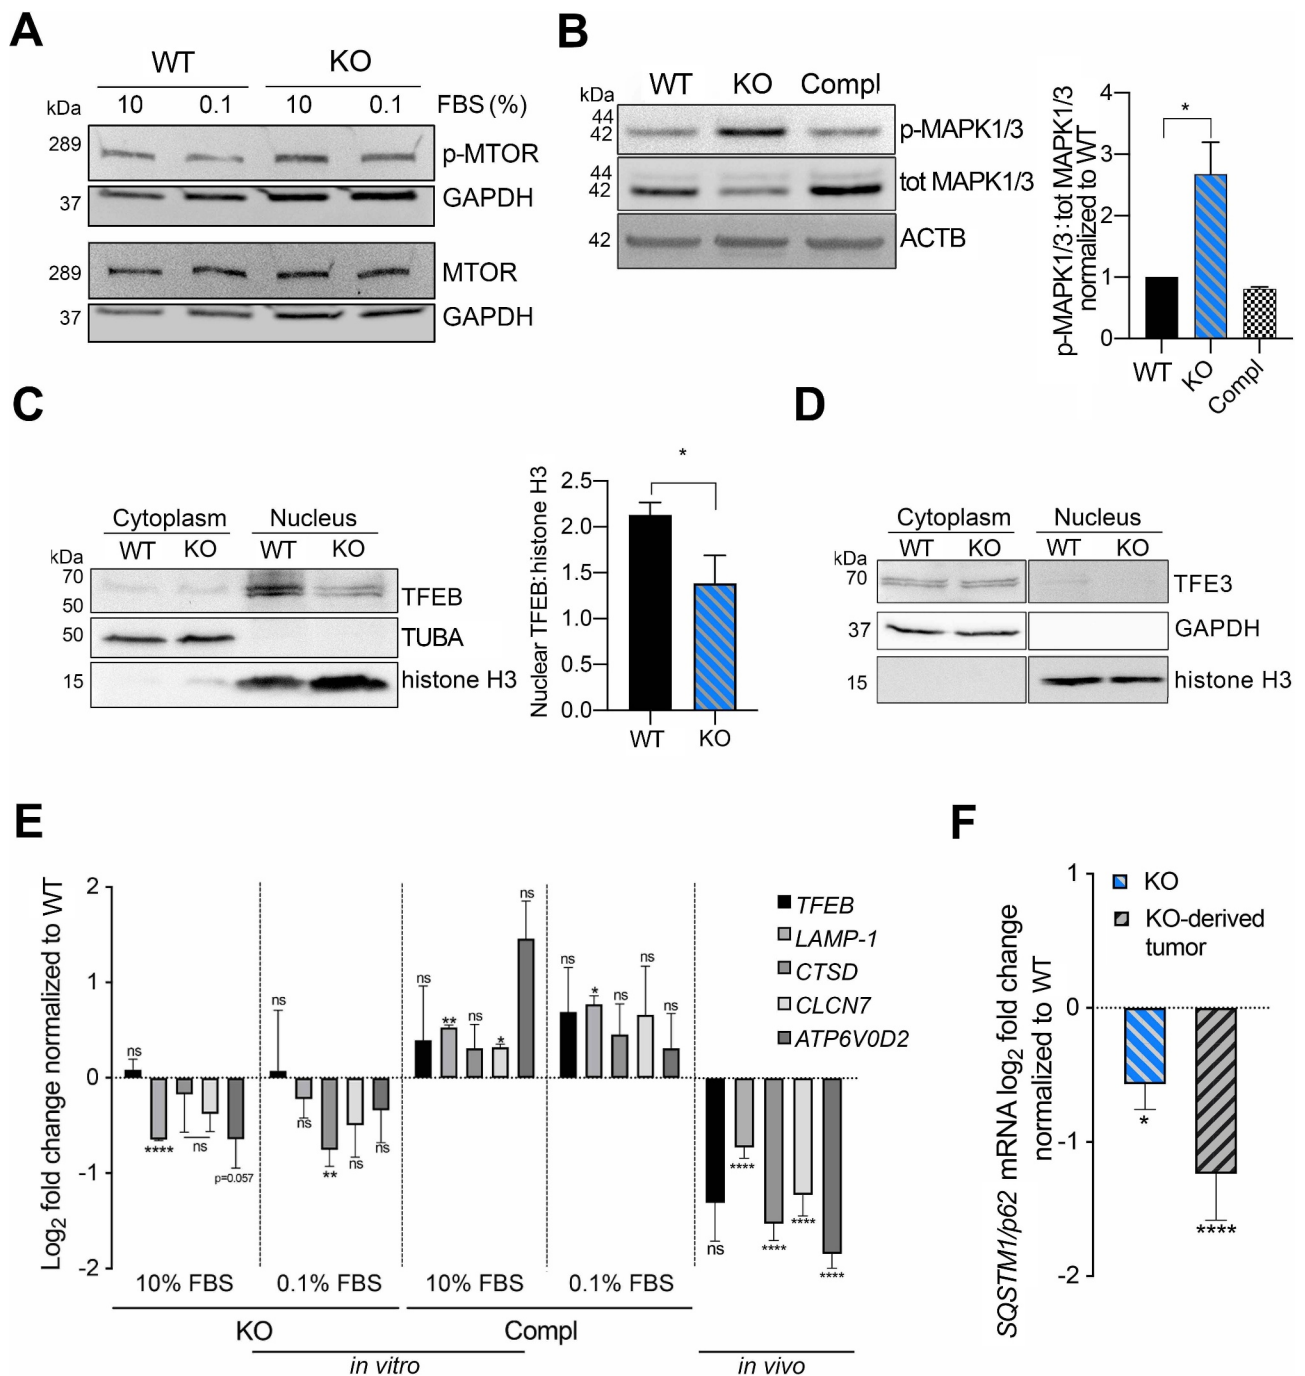 A
WT KO
kDa 10 0.1 10 0.1 FBS (%)
289 p-MTOR
37 GAPDH
289 MTOR
37 GAPDH
B
WT KO Compl
kDa
44
42 p-MAPK1/3
44
42 tot MAPK1/3
42 ACTB
p-MAPK1/3:tot MAPK1/3
normalized to WT
4
3
2
1
0
*
WT KO Compl
C
Cytoplasm Nucleus
WT KO WT KO
kDa
70
50 TFEB
50 TUBA
15 histone H3
Nuclear TFEB:histone H3
2.5
2.0
1.5
1.0
0.5
0.0
*
WT KO
D
Cytoplasm Nucleus
WT KO WT KO
kDa
70 TFE3
37 GAPDH
15 histone H3
E
Log2 fold change normalized to WT
2
1
0
-1
-2
ns **** ns p=0.057
ns ns ** ns ns
ns ** ns * ns
ns * ns ns ns
ns **** **** **** ****
TFEB
LAMP-1
CTSD
CLCN7
ATP6V0D2
10% FBS 0.1% FBS 10% FBS 0.1% FBS
KO Compl
in vitro in vivo
F
SQSTM1/p62 mRNA log2 fold change
normalized to WT
1
0
-1
-2
KO
KO-derived
tumor
*
****